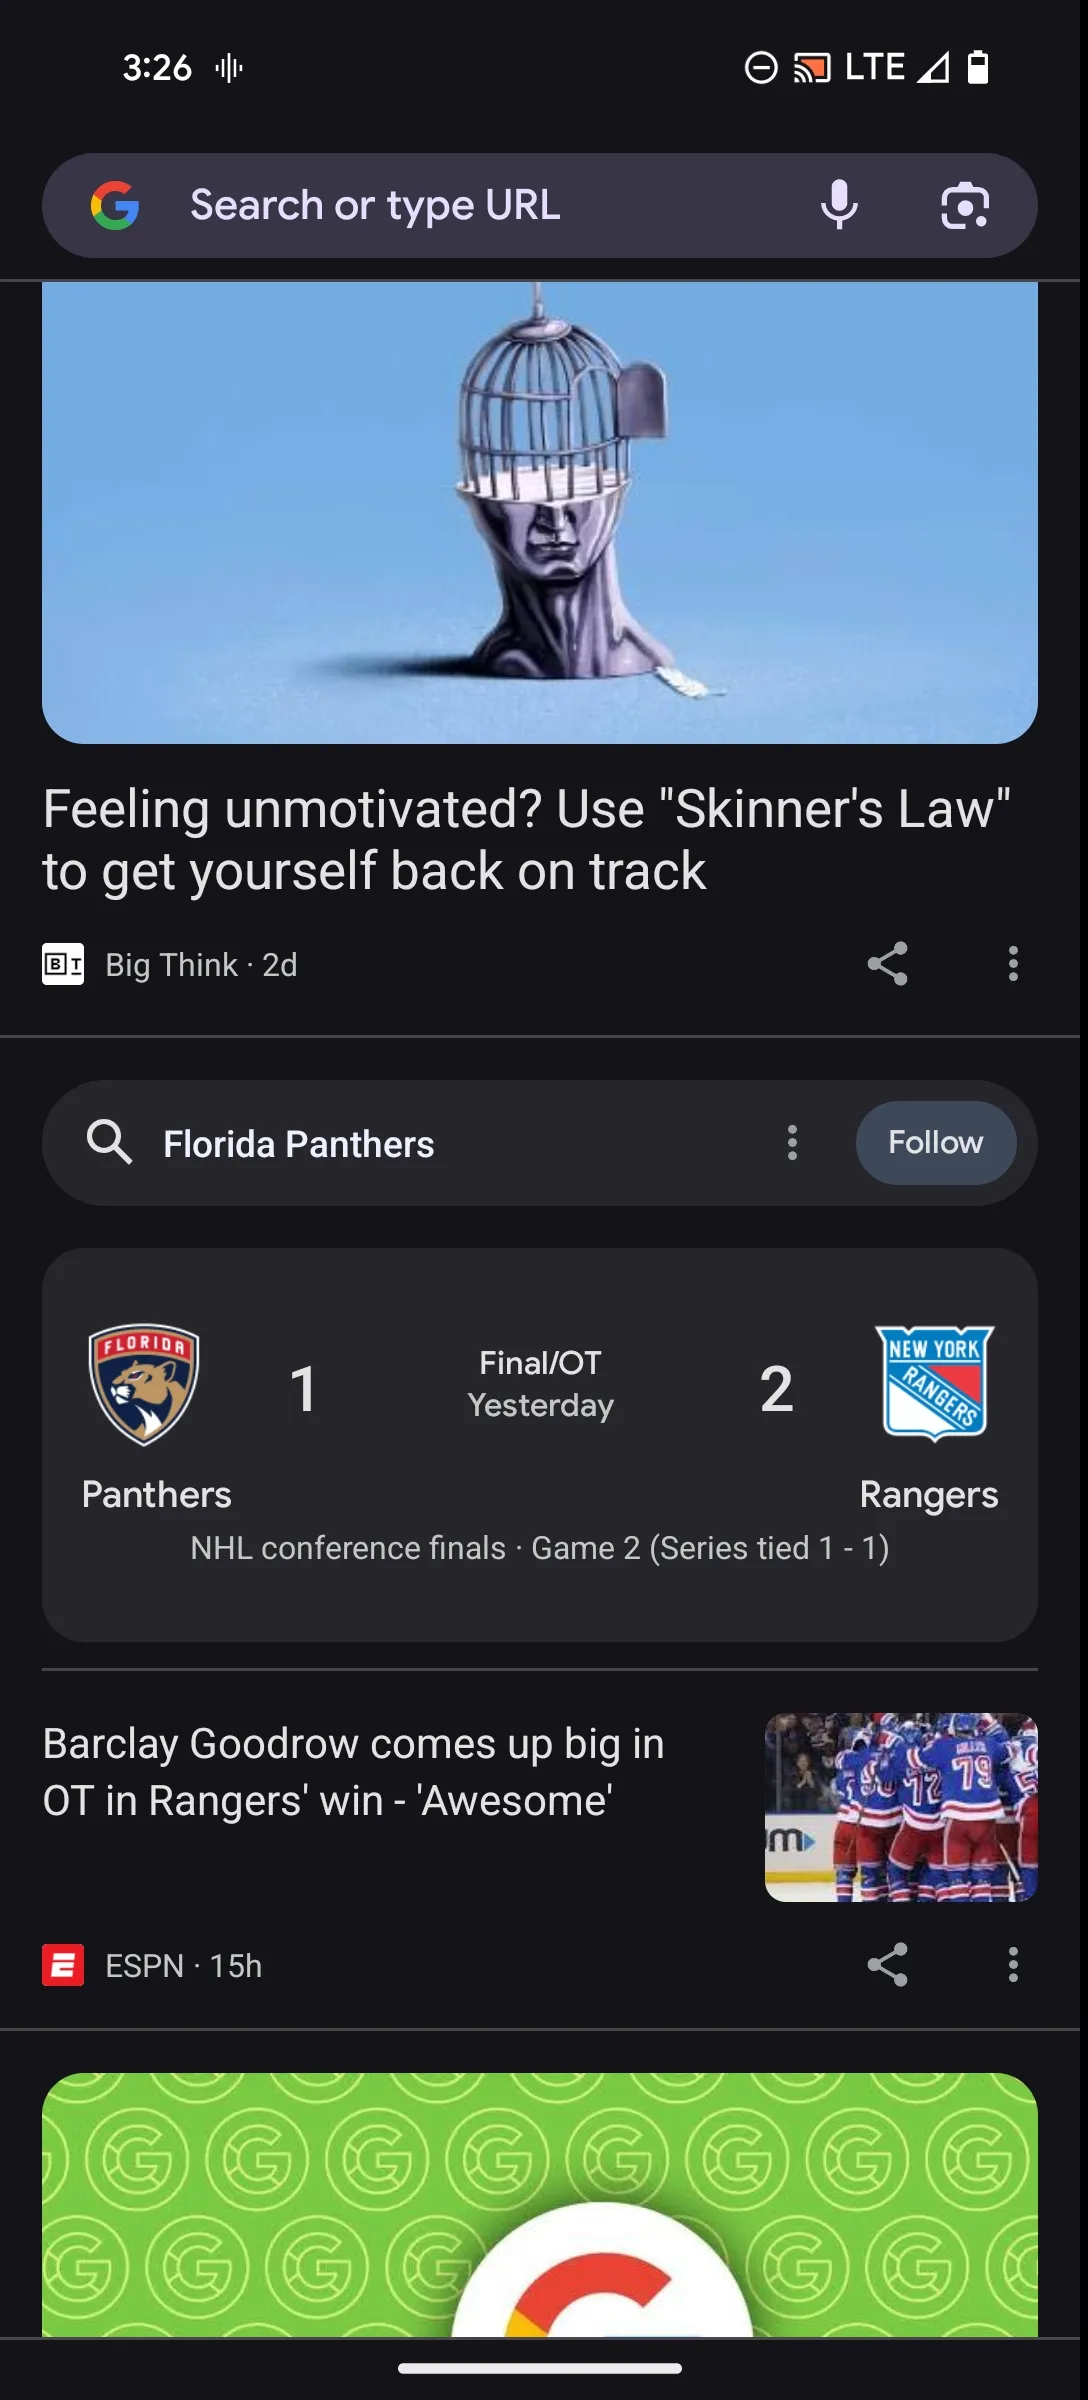 3:26
LTE
Search or type URL
Feeling unmotivated? Use "Skinner's Law"
to get yourself back on track
BT
Big Think · 2d
Florida Panthers
Follow
FLORIDA
1
Final/OT
Yesterday
2
NEW YORK
RANGERS
Panthers
Rangers
NHL conference finals · Game 2 (Series tied 1 - 1)
Barclay Goodrow comes up big in
OT in Rangers' win - 'Awesome'
72
79
m
ESPN · 15h